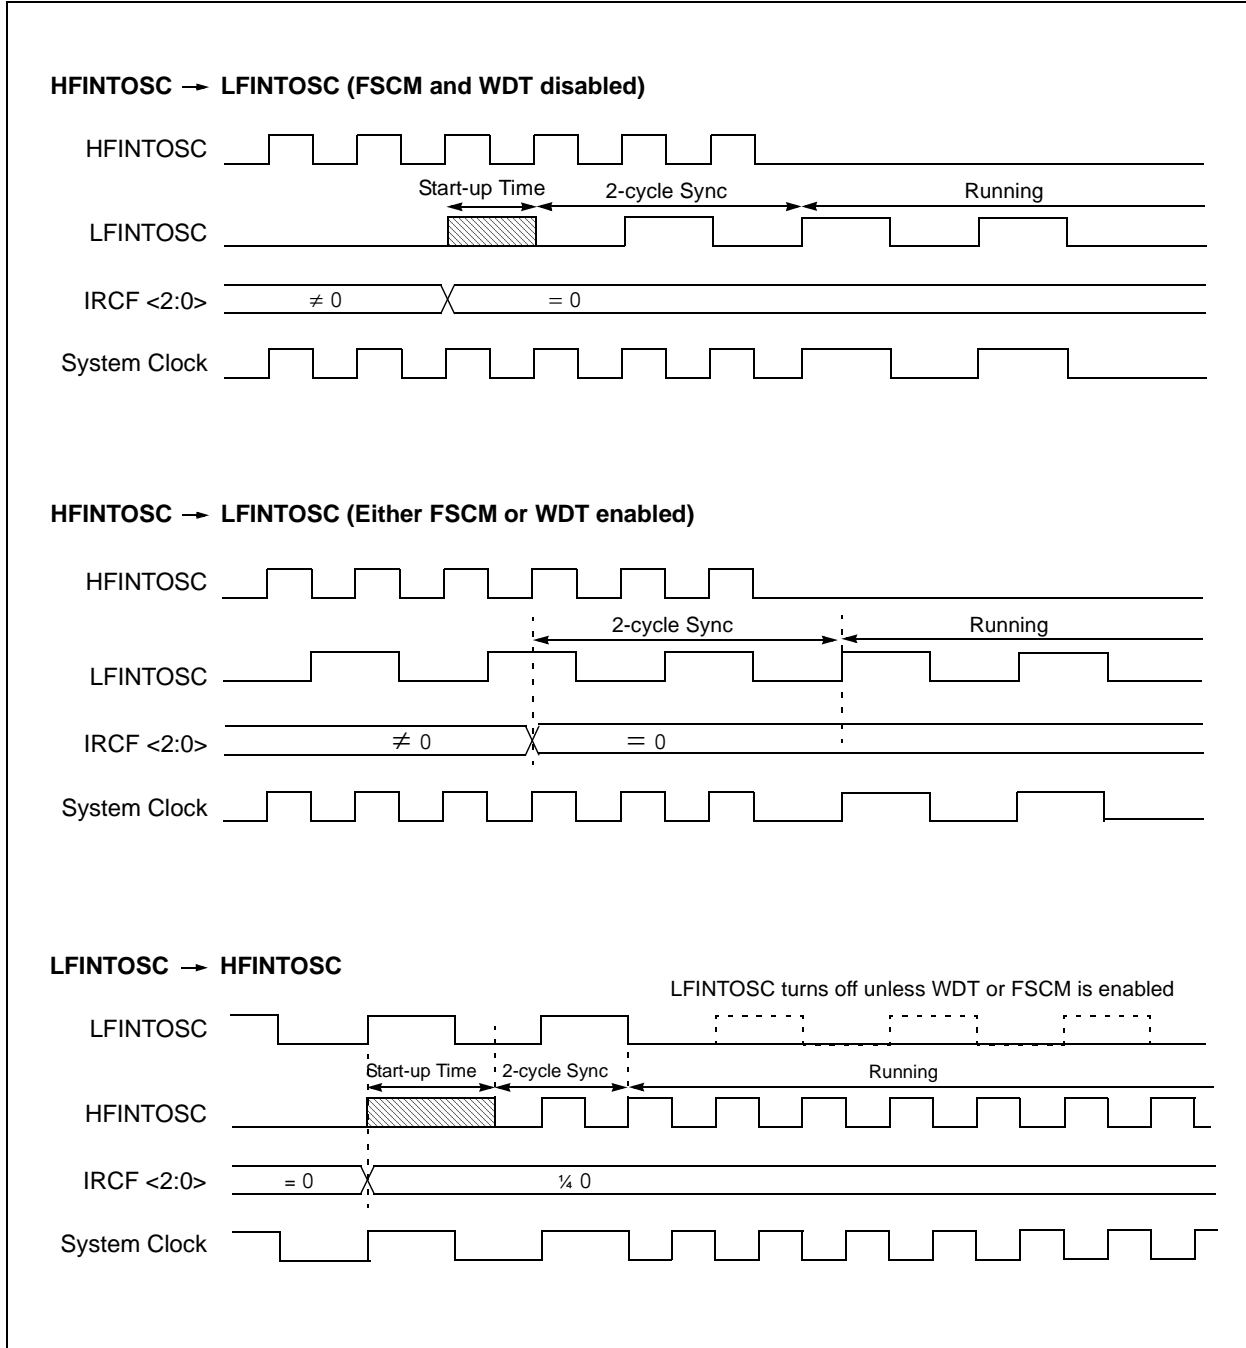 HFINTOSC → LFINTOSC (FSCM and WDT disabled)
HFINTOSC
Start-up Time 2-cycle Sync Running
LFINTOSC
IRCF <2:0> ≠ 0 = 0
System Clock
HFINTOSC → LFINTOSC (Either FSCM or WDT enabled)
HFINTOSC
2-cycle Sync Running
LFINTOSC
IRCF <2:0> ≠ 0 = 0
System Clock
LFINTOSC → HFINTOSC
LFINTOSC turns off unless WDT or FSCM is enabled
LFINTOSC
Start-up Time 2-cycle Sync Running
HFINTOSC
IRCF <2:0> = 0 ¼ 0
System Clock